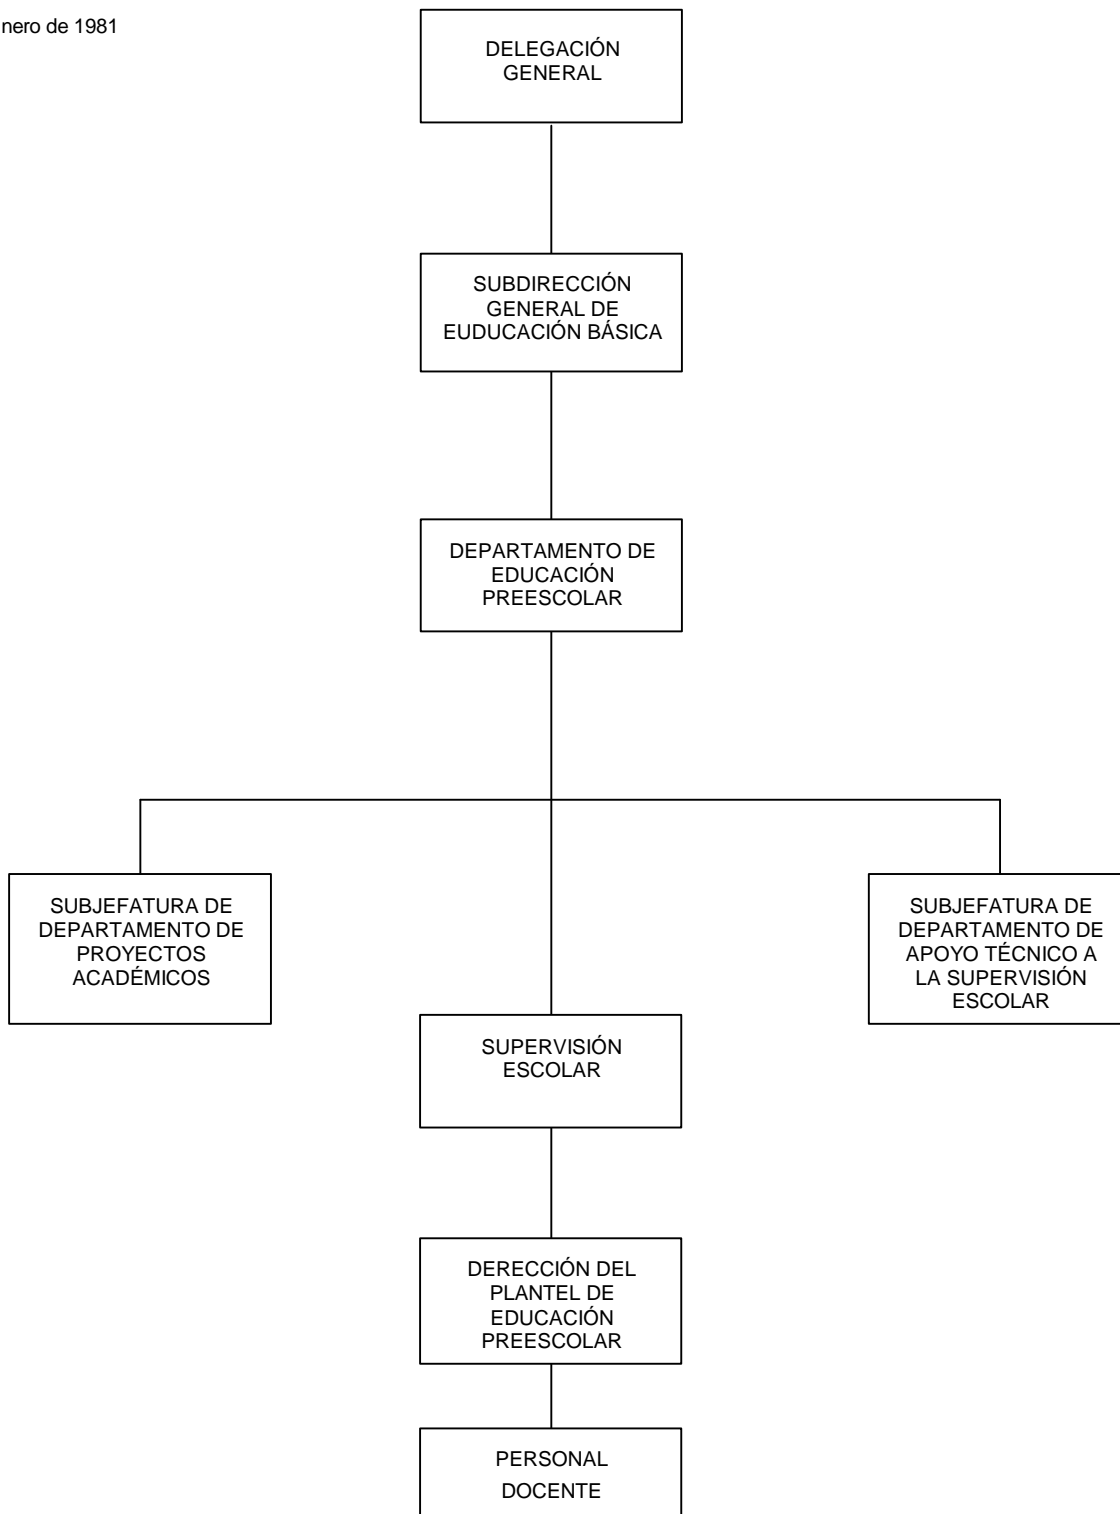 nero de 1981
DELEGACIÓN
GENERAL
SUBDIRECCIÓN
GENERAL DE
EUDUCACIÓN BÁSICA
DEPARTAMENTO DE
EDUCACIÓN
PREESCOLAR
SUBJEFATURA DE
DEPARTAMENTO DE
PROYECTOS
ACADÉMICOS
SUBJEFATURA DE
DEPARTAMENTO DE
APOYO TÉCNICO A
LA SUPERVISIÓN
ESCOLAR
SUPERVISIÓN
ESCOLAR
DERECCIÓN DEL
PLANTEL DE
EDUCACIÓN
PREESCOLAR
PERSONAL
DOCENTE